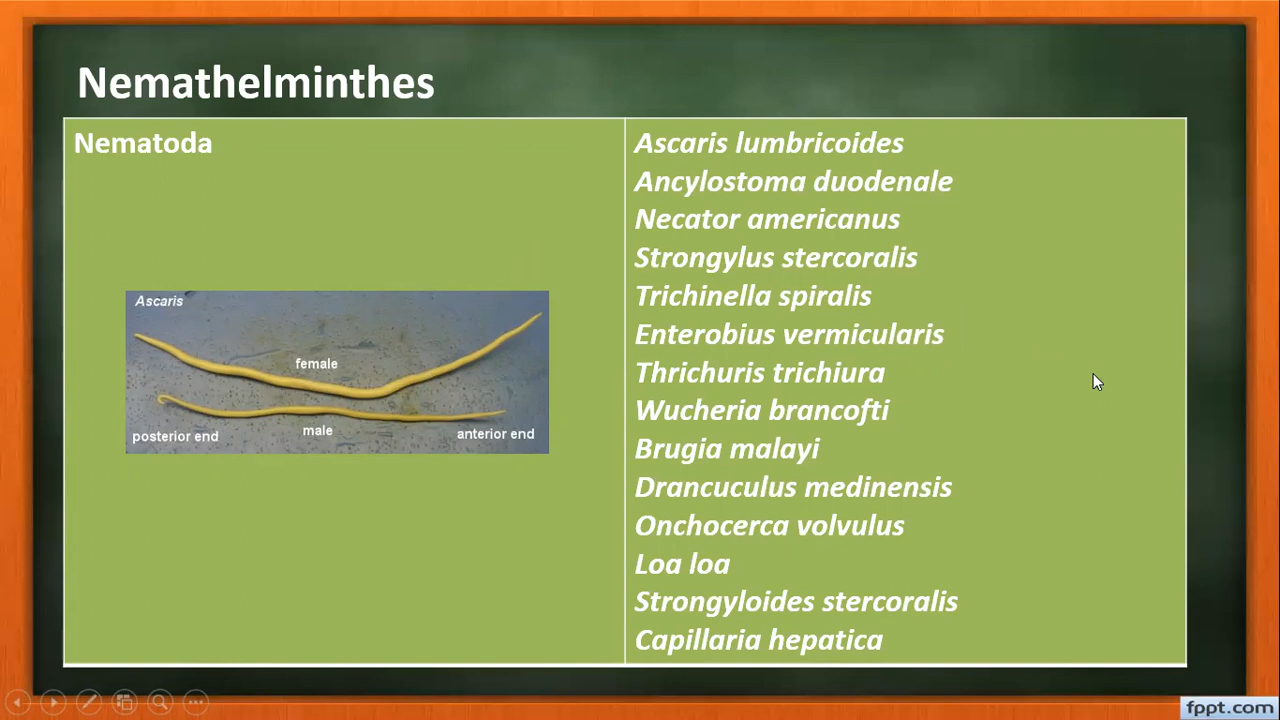 Nemathelminthes
Nematoda
Ascaris
female
male
posterior end
anterior end
Ascaris lumbricoides
Ancylostoma duodenale
Necator americanus
Strongylus stercoralis
Trichinella spiralis
Enterobius vermicularis
Thrichuris trichiura
Wucheria brancofti
Brugia malayi
Drancuculus medinensis
Onchocerca volvulus
Loa loa
Strongyloides stercoralis
Capillaria hepatica
fppt.com